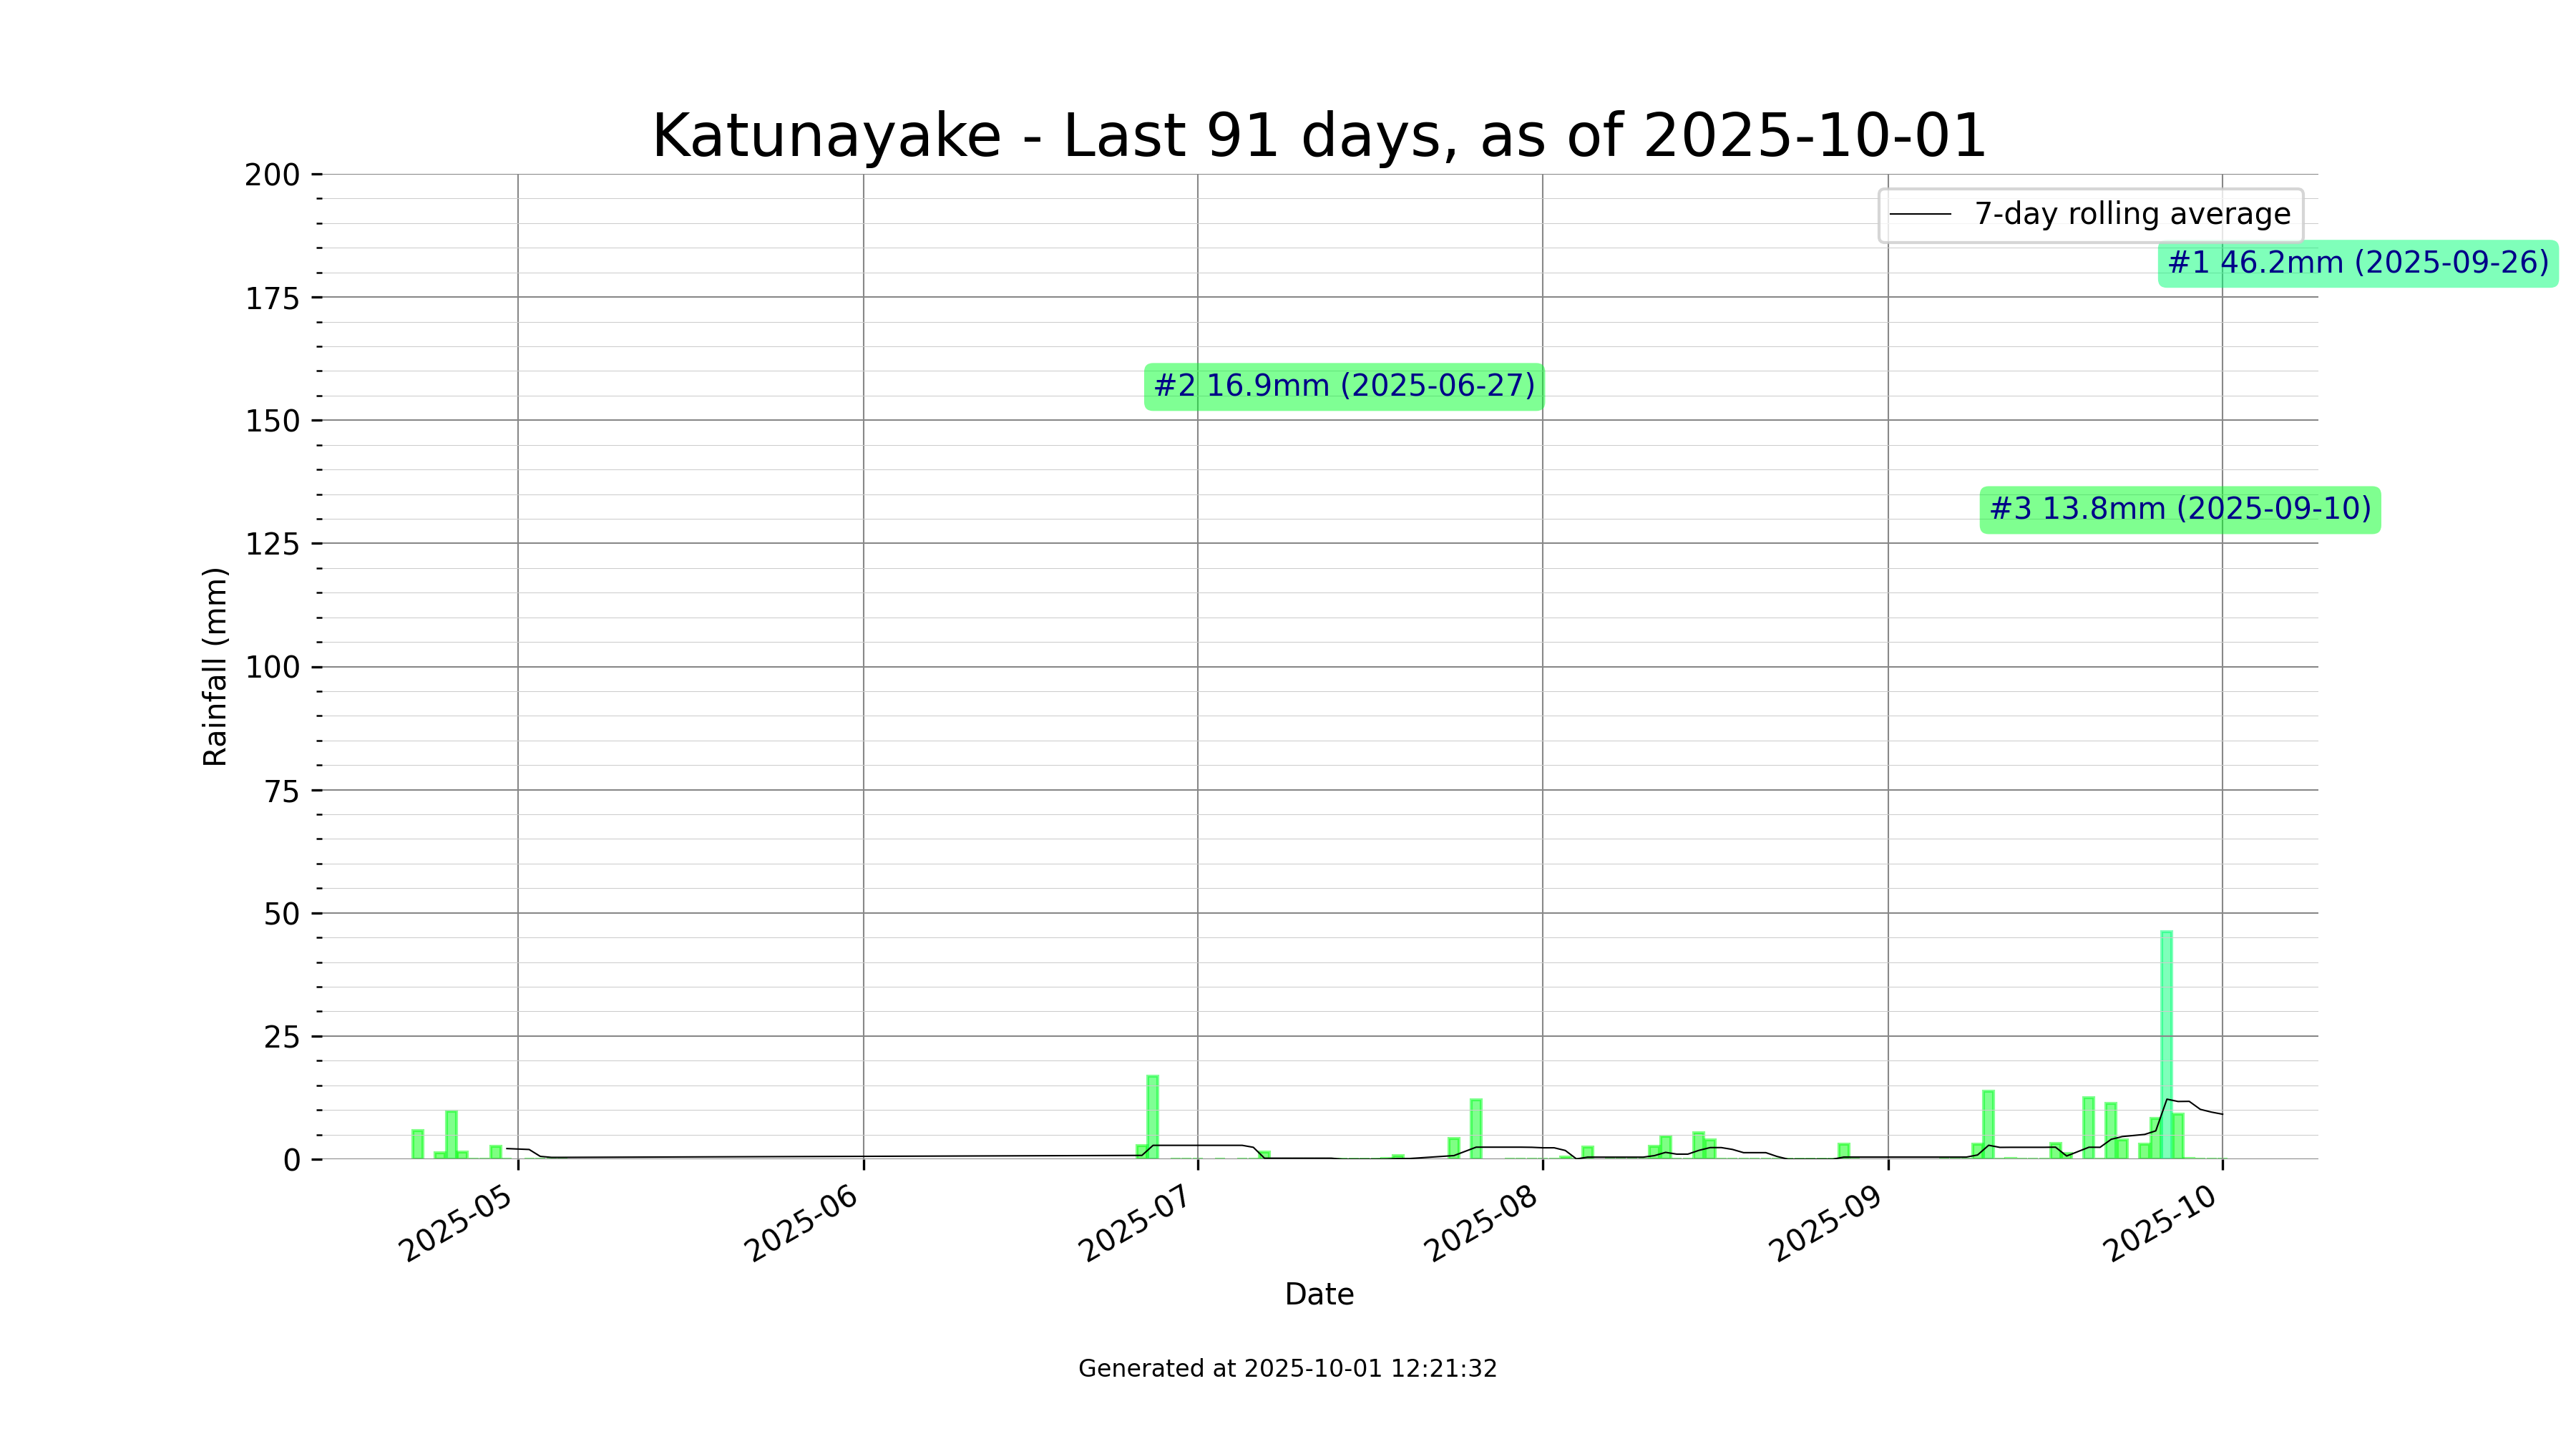 Katunayake - Last 91 days, as of 2025-10-01
200
175
150
125
100
75
50
25
0
Rainfall (mm)
7-day rolling average
#1 46.2mm (2025-09-26)
#2 16.9mm (2025-06-27)
#3 13.8mm (2025-09-10)
2025-05
2025-06
2025-07
2025-08
2025-09
2025-10
Date
Generated at 2025-10-01 12:21:32